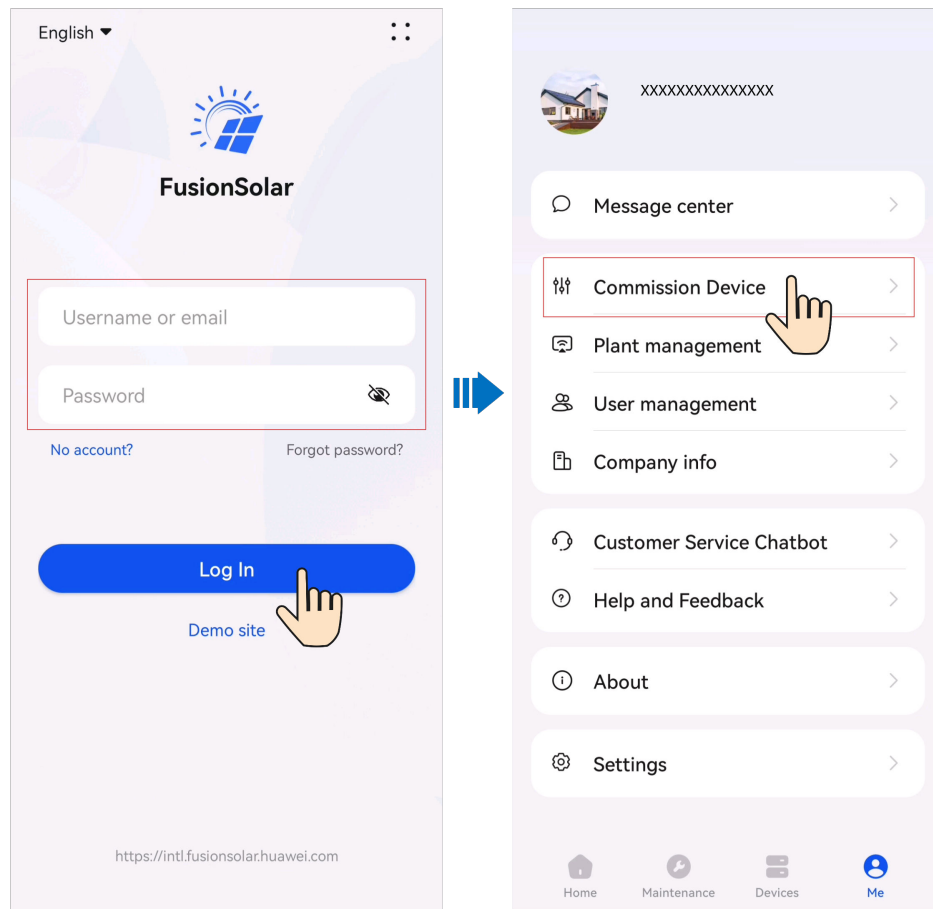 English
FusionSolar
Username or email
Password
No account?
Forgot password?
Log In
Demo site
https://intl.fusionsolar.huawei.com
xxxxxxxxxxxxxxx
Message center
Commission Device
Plant management
User management
Company info
Customer Service Chatbot
Help and Feedback
About
Settings
Home
Maintenance
Devices
Me